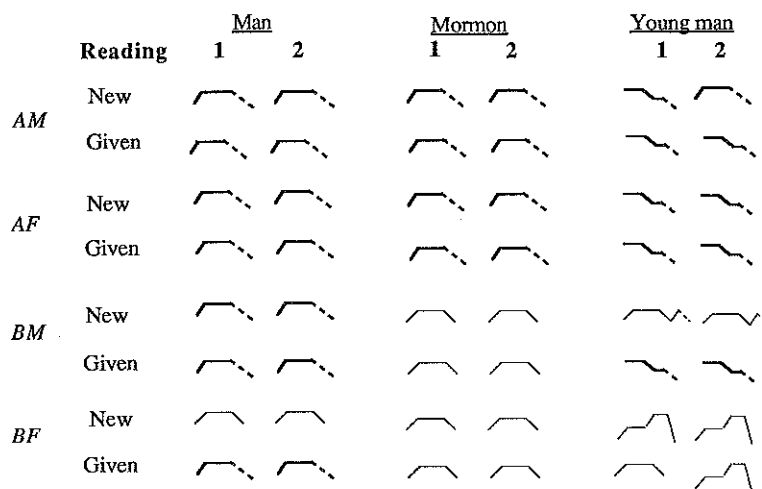 Man Mormon Young man
Reading 1 2 1 2 1 2
AM New
Given
AF New
Given
BM New
Given
BF New
Given